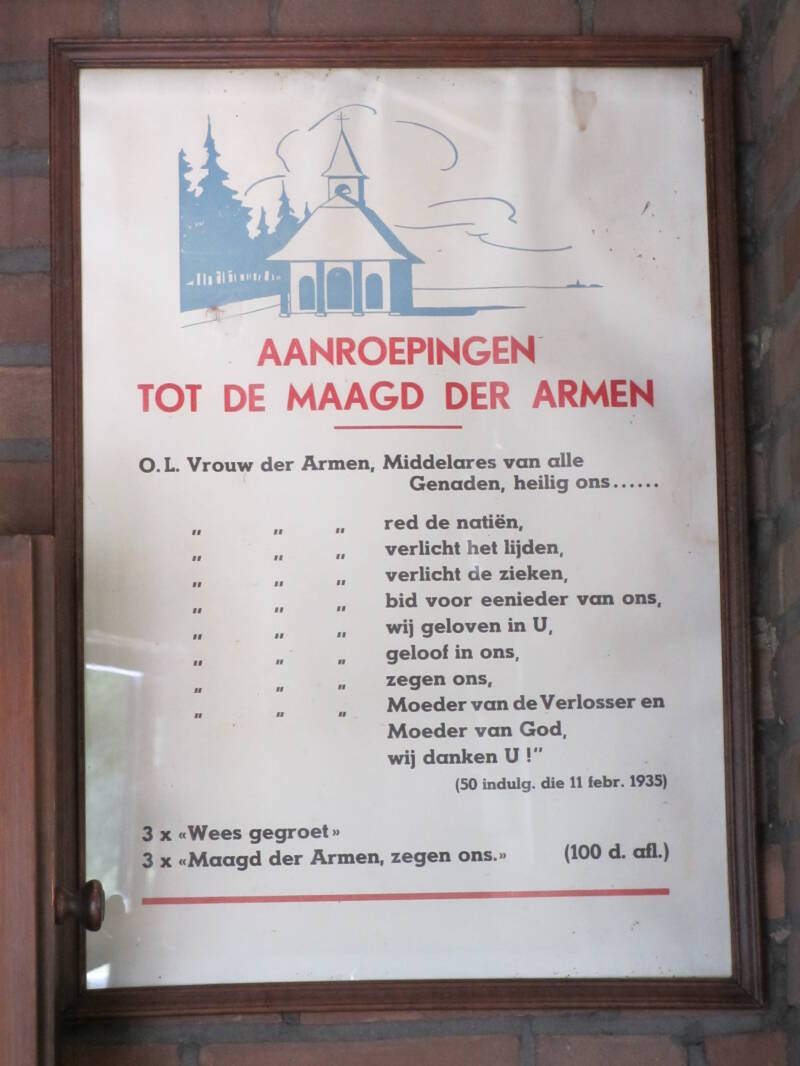 AANROEPINGEN
TOT DE MAAGD DER ARMEN
O.L. Vrouw der Armen, Middelares van alle
Genaden, heilig ons......
„ „ „ red de natiën,
„ „ „ verlicht het lijden,
„ „ „ verlicht de zieken,
„ „ „ bid voor eenieder van ons,
„ „ „ wij geloven in U,
„ „ „ geloof in ons,
„ „ „ zegen ons,
„ „ „ Moeder van de Verlosser en
Moeder van God,
wij danken U!"
(50 indulg. die 11 febr. 1935)
3 x «Wees gegroet»
3 x «Maagd der Armen, zegen ons.» (100 d. afl.)